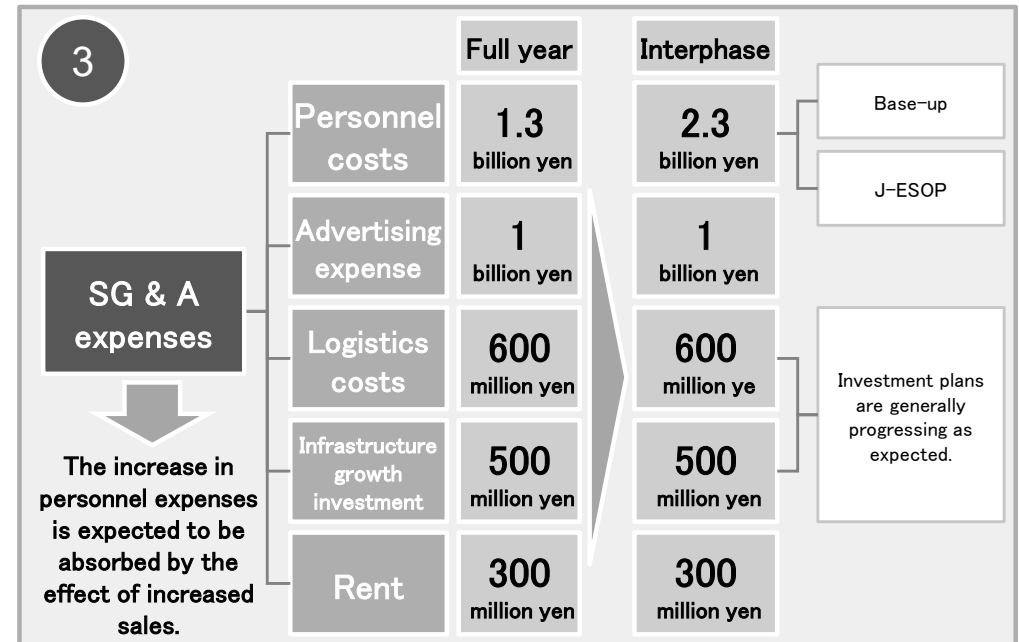 3
Full year
Interphase
Personnel
costs
1.3
billion yen
2.3
billion yen
Base-up
J-ESOP
Advertising
expense
1
billion yen
1
billion yen
SG & A
expenses
Logistics
costs
600
million yen
600
million ye
Investment plans
are generally
progressing as
expected.
Infrastructure
growth
investment
500
million yen
500
million yen
The increase in
personnel expenses
is expected to be
absorbed by the
effect of increased
sales.
Rent
300
million yen
300
million yen